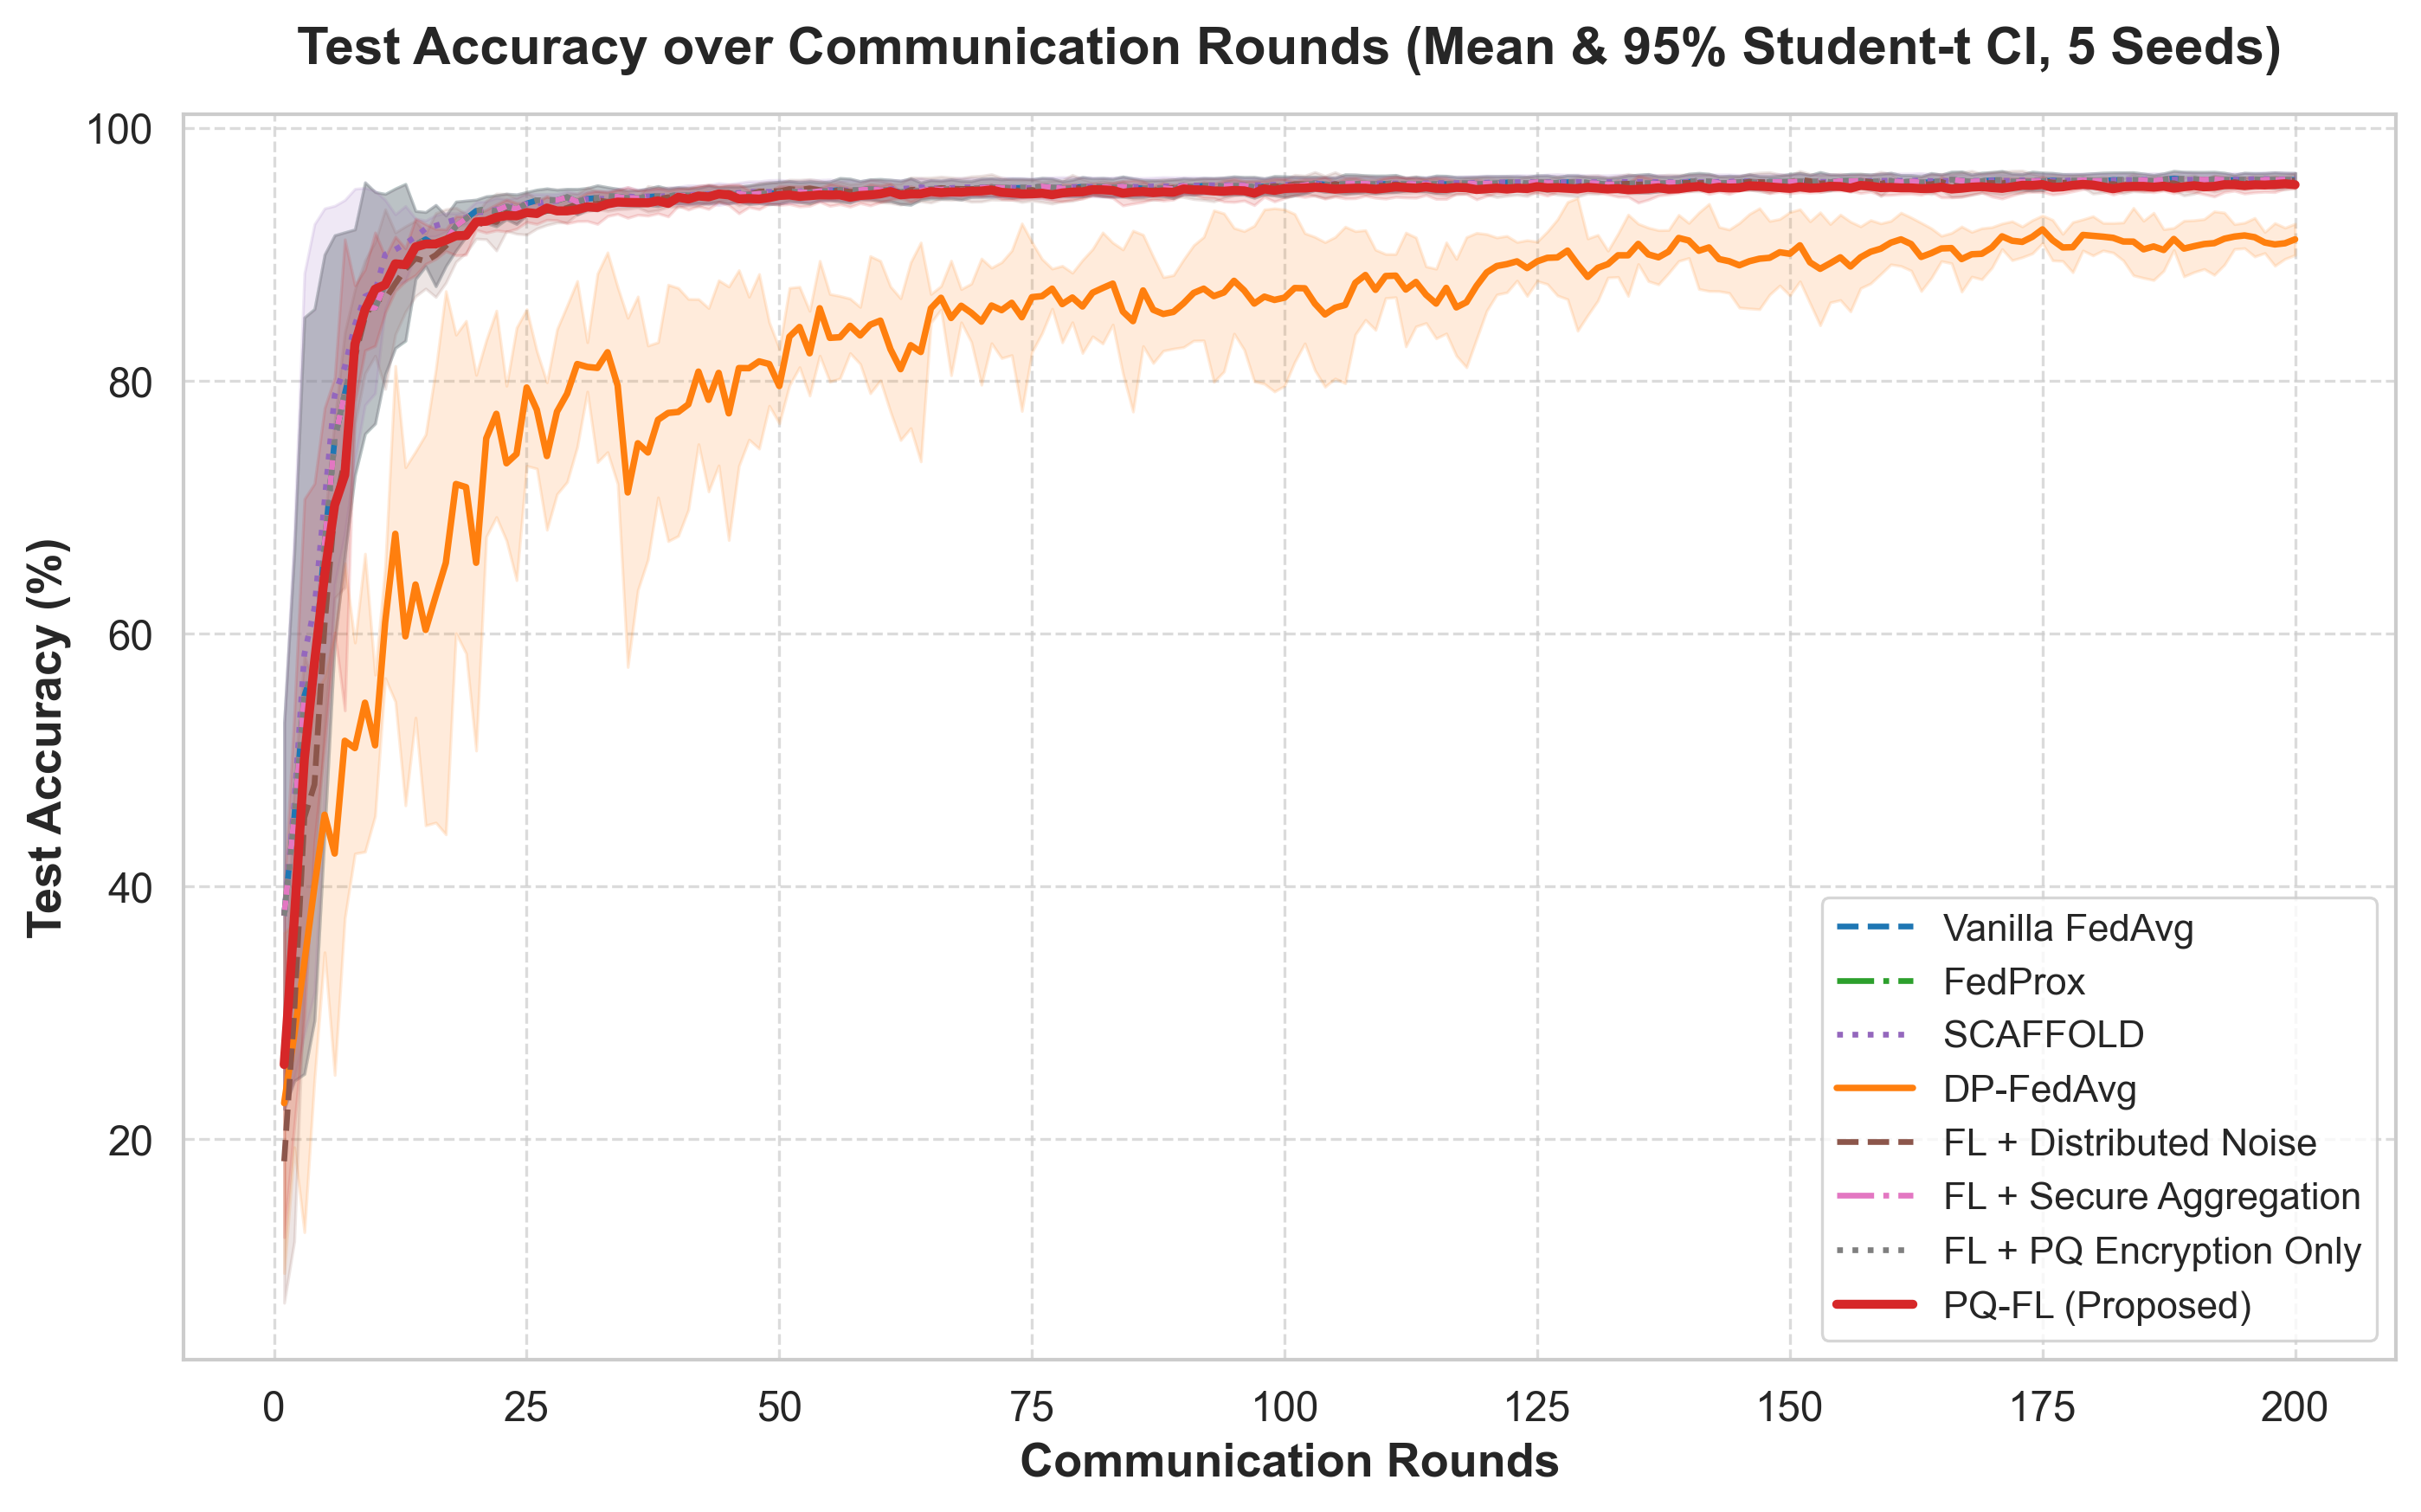 Test Accuracy over Communication Rounds (Mean & 95% Student-t CI, 5 Seeds)
Test Accuracy (%)
100
80
60
40
20
0 25 50 75 100 125 150 175 200
Communication Rounds
Vanilla FedAvg
FedProx
SCAFFOLD
DP-FedAvg
FL + Distributed Noise
FL + Secure Aggregation
FL + PQ Encryption Only
PQ-FL (Proposed)